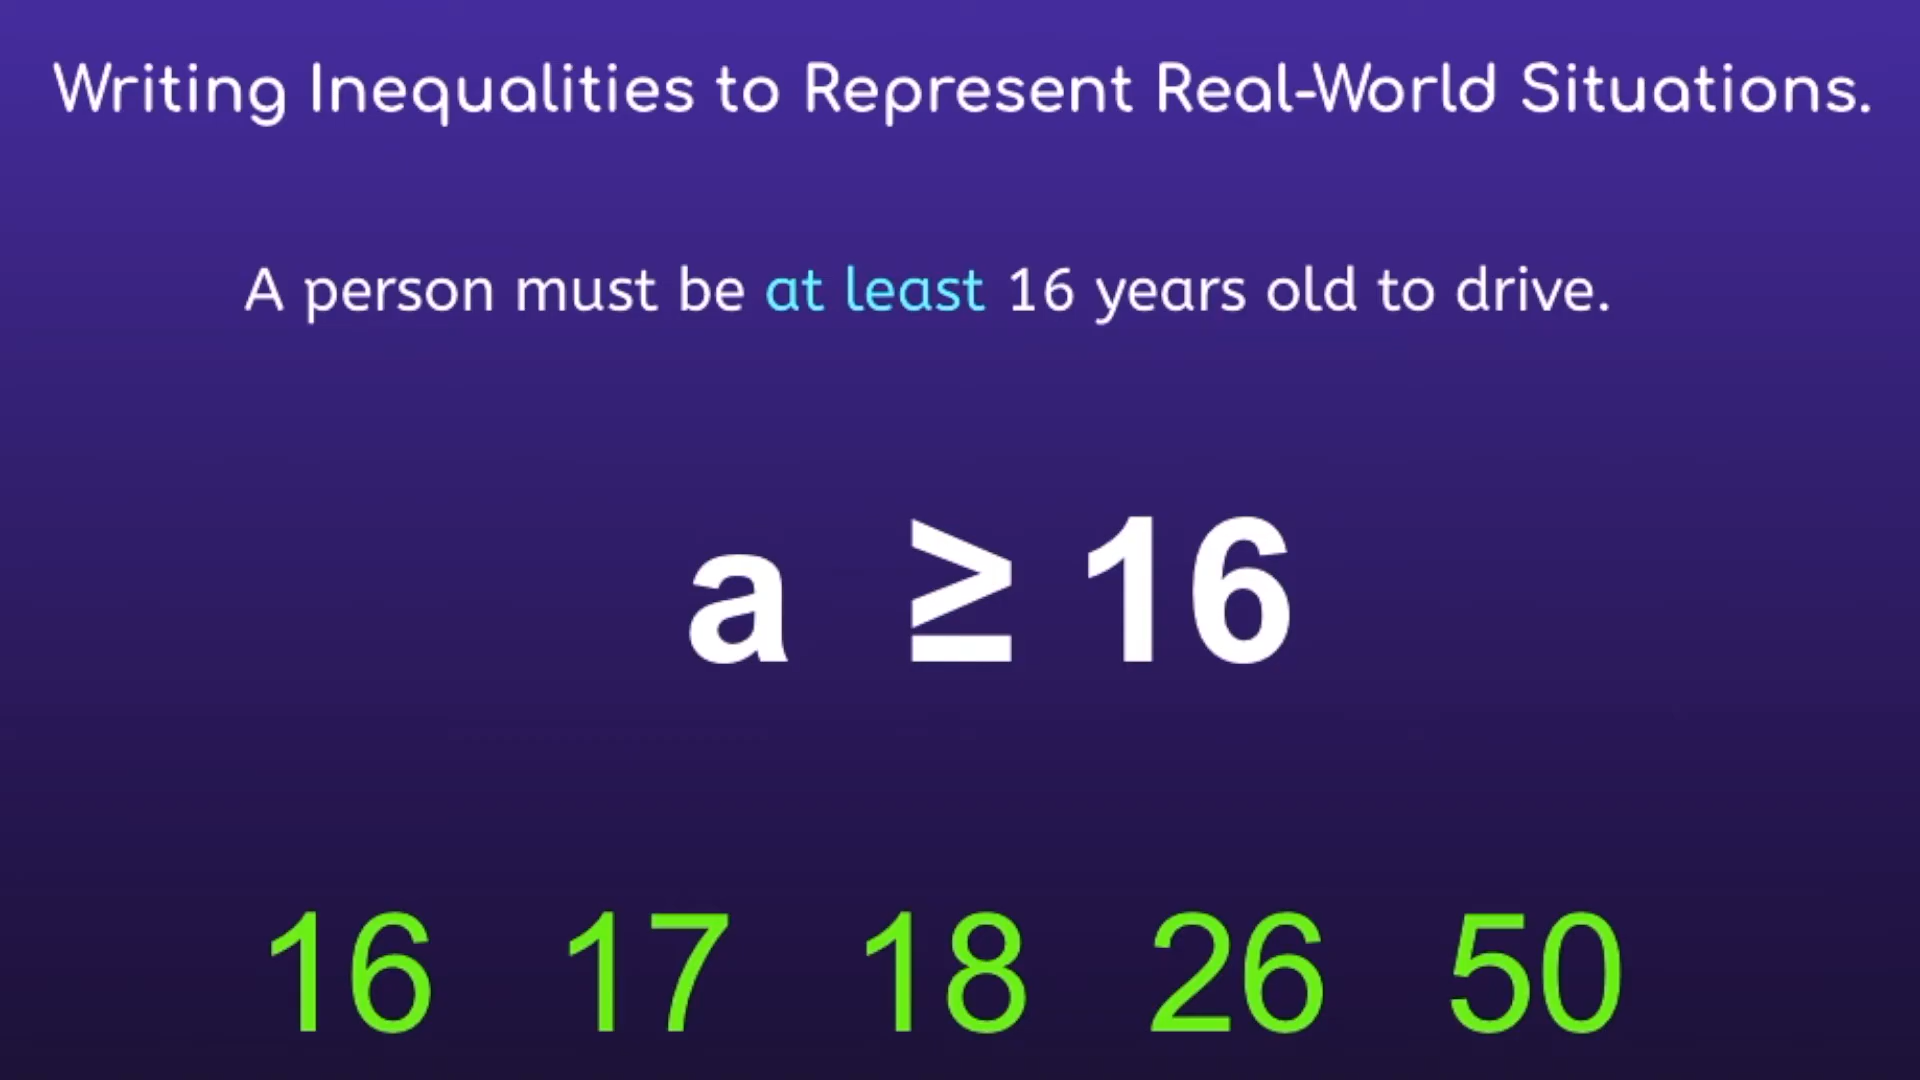 Writing Inequalities to Represent Real-World Situations.
A person must be at least 16 years old to drive.
a ≥ 16
16 17 18 26 50